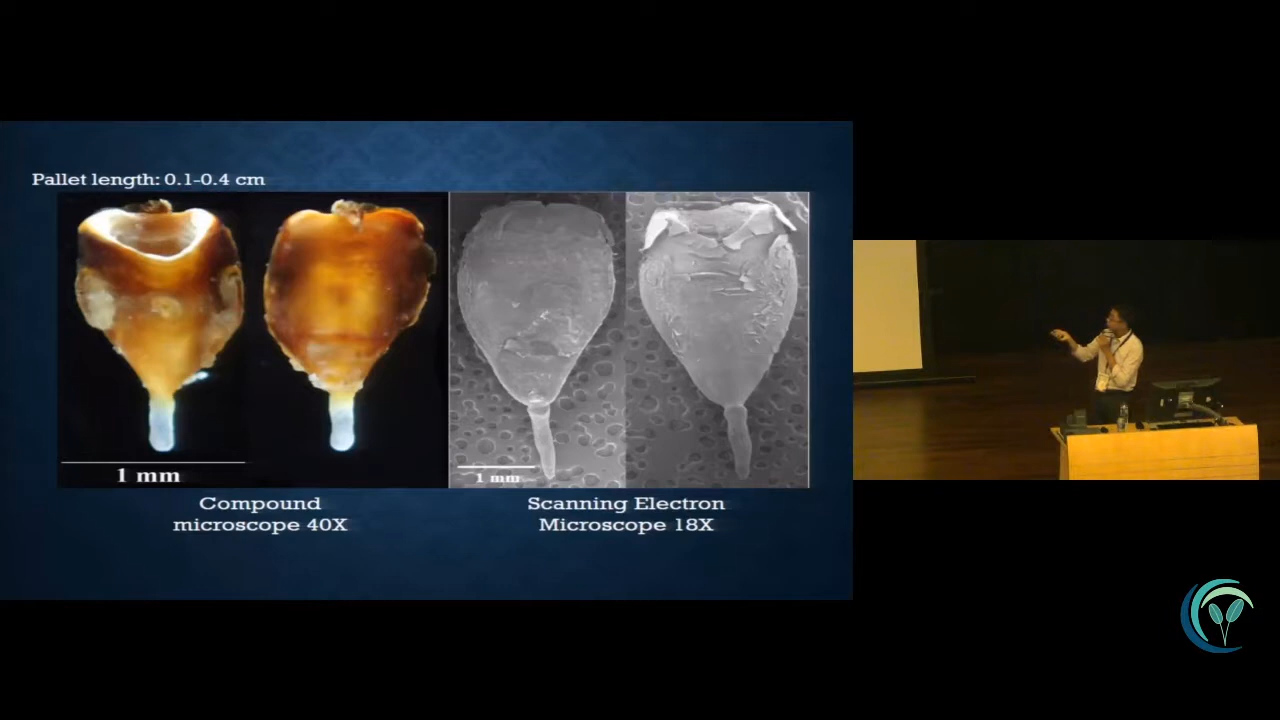 Pallet length: 0.1-0.4 cm
1 mm
1 mm
Compound
microscope 40X
Scanning Electron
Microscope 18X